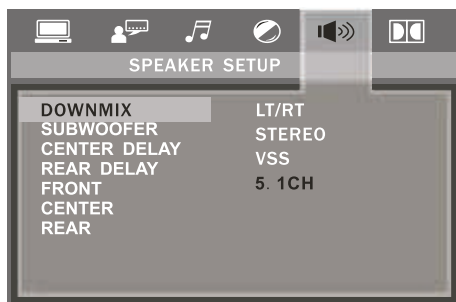 SPEAKER SETUP
DOWNMIX
SUBWOOFER
CENTER DELAY
REAR DELAY
FRONT
CENTER
REAR
LT/RT
STEREO
VSS
5. 1CH